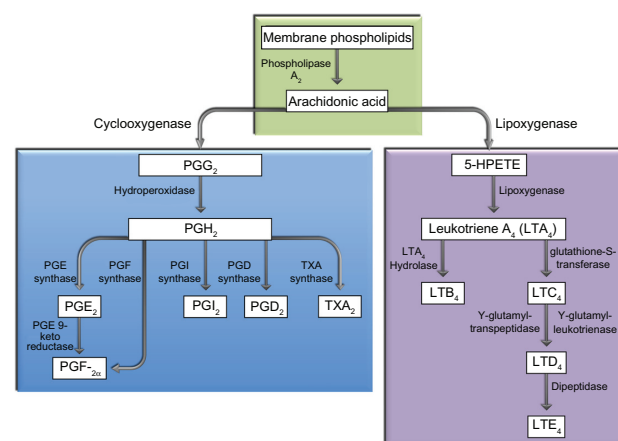 Membrane phospholipids
Phospholipase
A₂
Arachidonic acid
Cyclooxygenase
Lipoxygenase
PGG₂
Hydroperoxidase
PGH₂
PGE
synthase
PGF
synthase
PGI
synthase
PGD
synthase
TXA
synthase
PGE₂
PGI₂
PGD₂
TXA₂
PGE 9-
keto
reductase
PGF-₂α
5-HPETE
Lipoxygenase
Leukotriene A₄ (LTA₄)
LTA₄
Hydrolase
glutathione-S-
transferase
LTB₄
LTC₄
Y-glutamyl-
transpeptidase
Y-glutamyl-
leukotrienase
LTD₄
Dipeptidase
LTE₄